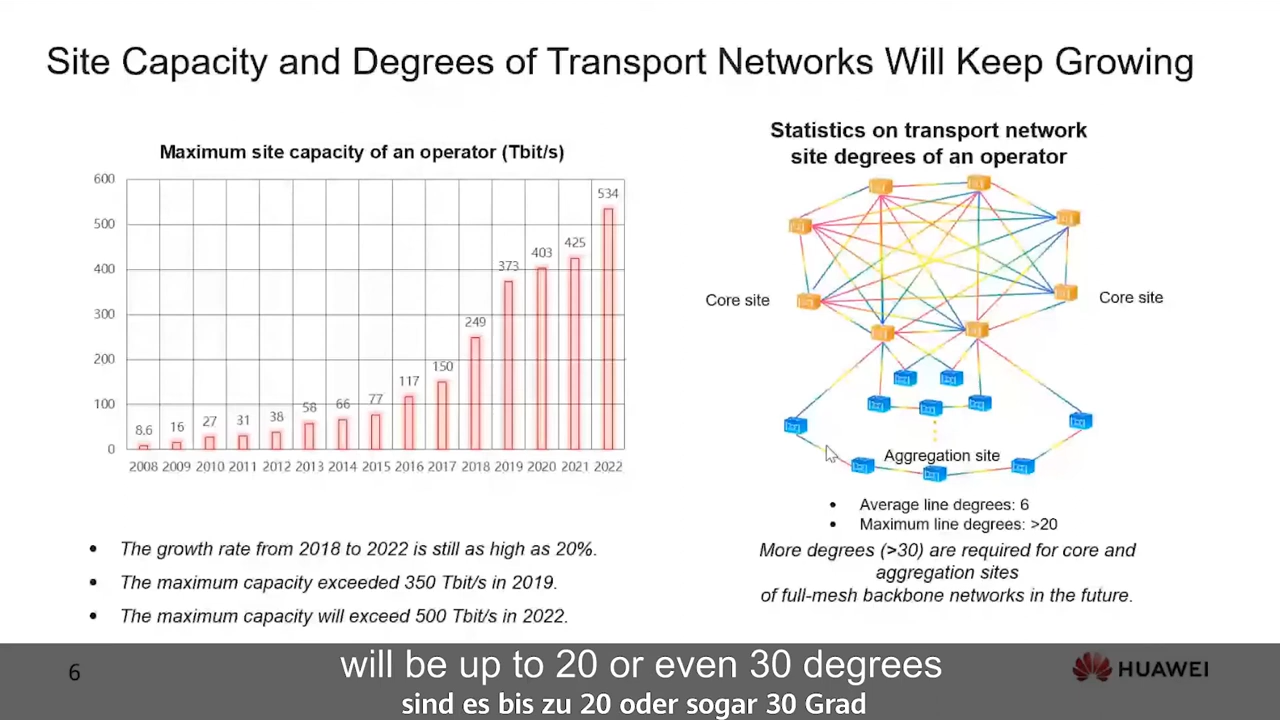 Site Capacity and Degrees of Transport Networks Will Keep Growing
Maximum site capacity of an operator (Tbit/s)
600
500
400
300
200
100
0
8.6
16
27
31
38
58
66
77
117
150
249
373
403
425
534
2008 2009 2010 2011 2012 2013 2014 2015 2016 2017 2018 2019 2020 2021 2022
• The growth rate from 2018 to 2022 is still as high as 20%.
• The maximum capacity exceeded 350 Tbit/s in 2019.
• The maximum capacity will exceed 500 Tbit/s in 2022.
Statistics on transport network
site degrees of an operator
Core site
Core site
Aggregation site
• Average line degrees: 6
• Maximum line degrees: >20
More degrees (>30) are required for core and
aggregation sites
of full-mesh backbone networks in the future.
6
will be up to 20 or even 30 degrees
sind es bis zu 20 oder sogar 30 Grad
HUAWEI